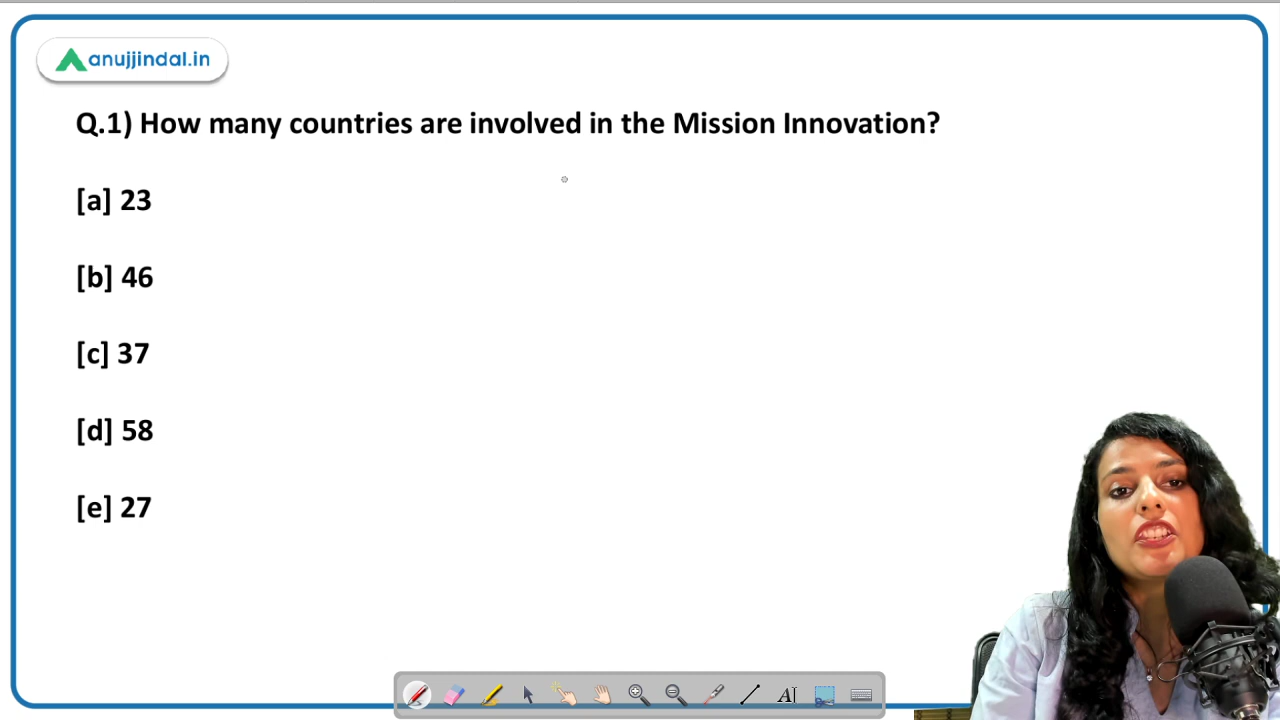 anujjindal.in
Q.1) How many countries are involved in the Mission Innovation?
[a] 23
[b] 46
[c] 37
[d] 58
[e] 27
A